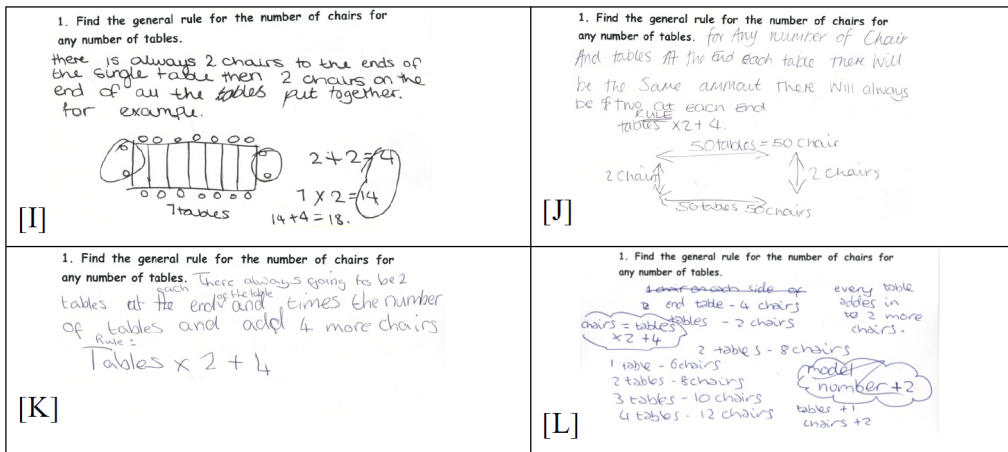 1. Find the general rule for the number of chairs for
any number of tables.
there is always 2 chairs to the ends of
the single table then 2 chairs on the
end of all the tables put together.
for example.
2+2=4
7 x 2=14
7tables
14+4=18.
[I]
1. Find the general rule for the number of chairs for
any number of tables. for Any number of Chair
And tables At the End each table There Will
be the Same ammaut There Will always
be two at each End
RULE
tables x2+4.
50tables = 50 chair
2 Chair
2 chairs
50tables 50chairs
[J]
1. Find the general rule for the number of chairs for
any number of tables. There always going to be 2
tables at each end of the table and times the number
of tables and add 4 more chairs
Rule:
Tables x 2 + 4
[K]
1. Find the general rule for the number of chairs for
any number of tables.
1 chair on each side of
2 end table - 4 chairs
tables - 2 chairs
every table
addes in
2 more
chairs.
chairs = tables
x2 +4
2 tables - 8 chairs
1 table - 6chairs
2 tables - 8chairs
3 tables - 10 chairs
4 tables - 12 chairs
model
number +2
tables +1
chairs +2
[L]